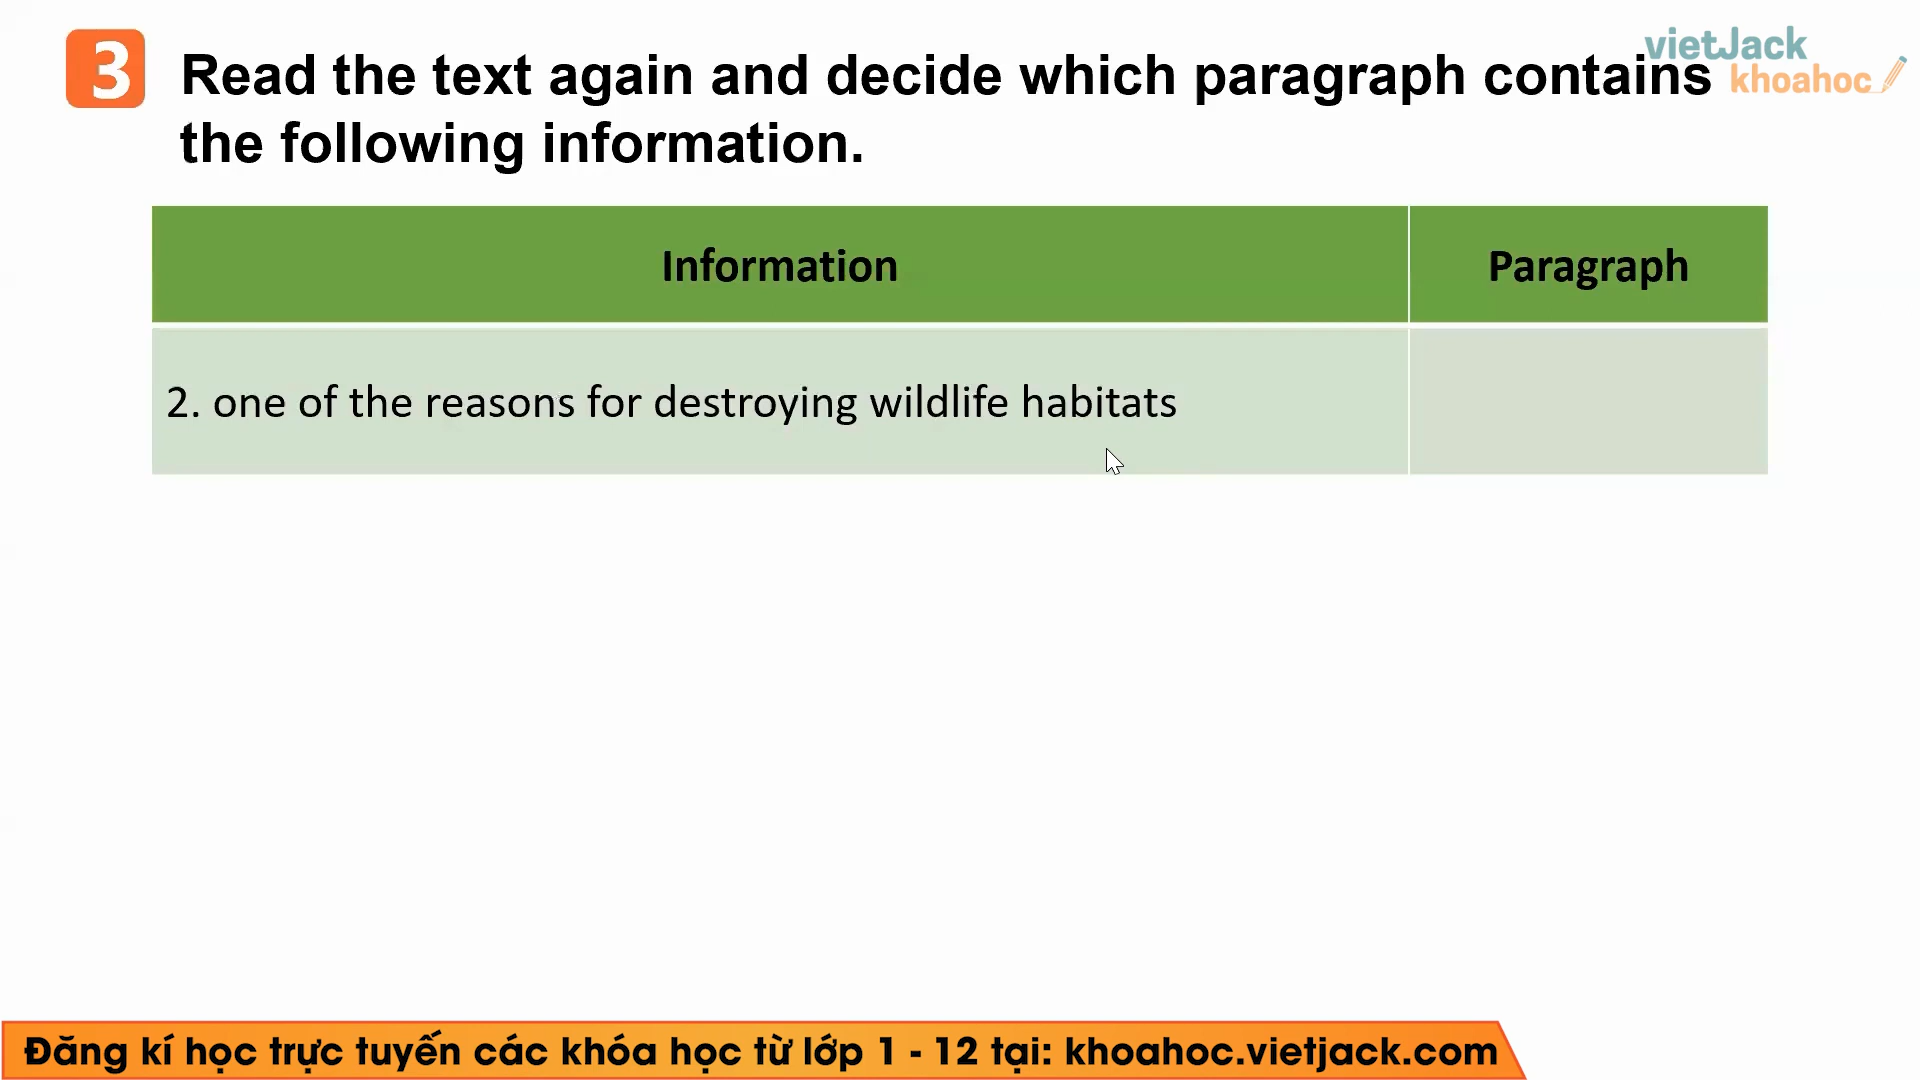 3
Read the text again and decide which paragraph contains
the following information.
vietJack
khoahoc
Information
Paragraph
2. one of the reasons for destroying wildlife habitats
Đăng kí học trực tuyến các khóa học từ lớp 1 - 12 tại: khoahoc.vietjack.com